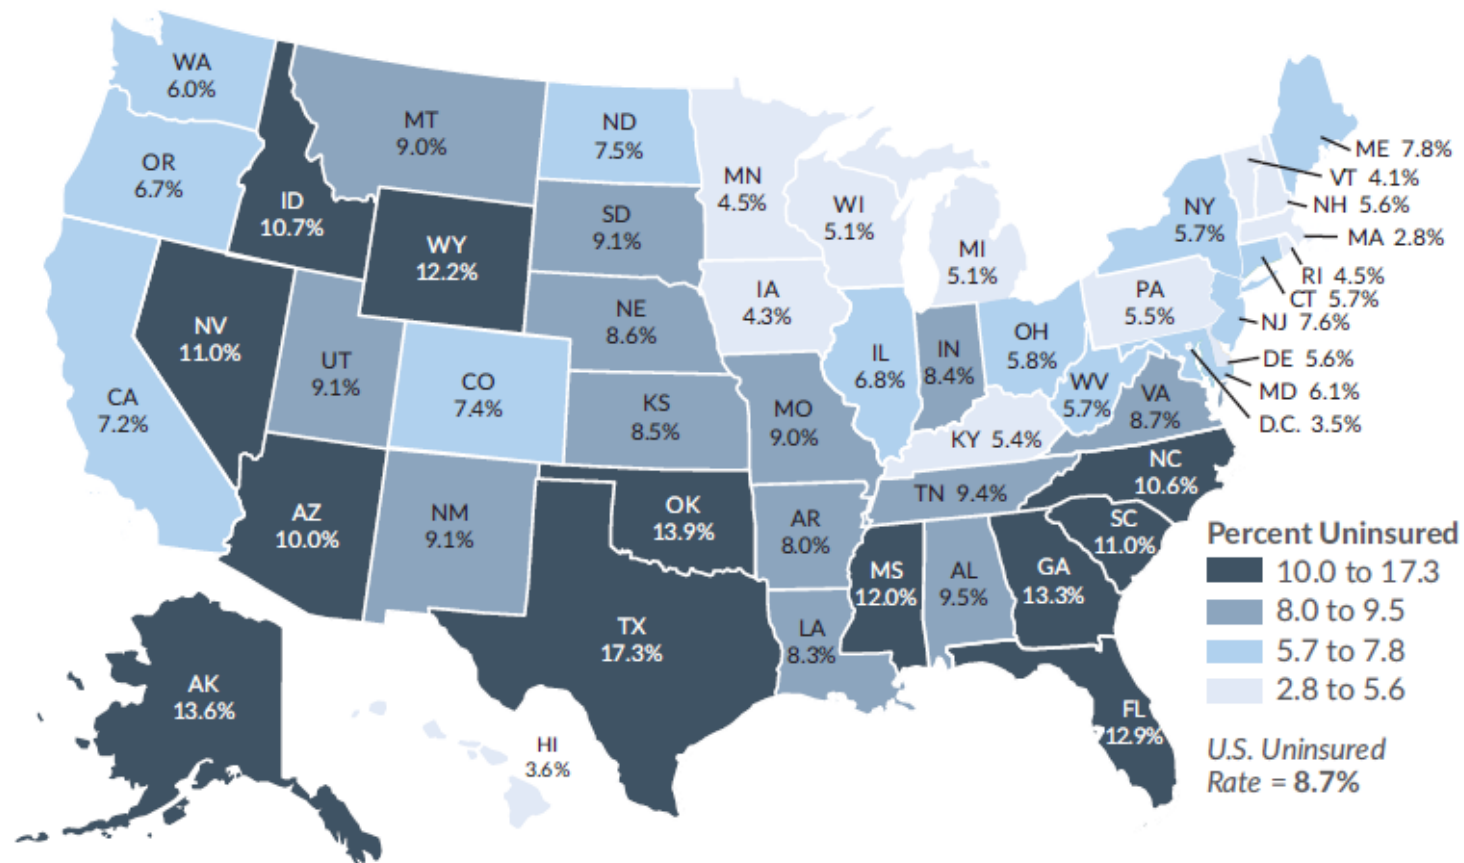 WA
6.0%
OR
6.7%
CA
7.2%
ID
10.7%
NV
11.0%
MT
9.0%
WY
12.2%
UT
9.1%
AZ
10.0%
CO
7.4%
NM
9.1%
ND
7.5%
SD
9.1%
NE
8.6%
KS
8.5%
OK
13.9%
TX
17.3%
MN
4.5%
IA
4.3%
MO
9.0%
AR
8.0%
LA
8.3%
WI
5.1%
IL
6.8%
MI
5.1%
IN
8.4%
OH
5.8%
KY 5.4%
TN 9.4%
MS
12.0%
AL
9.5%
GA
13.3%
FL
12.9%
SC
11.0%
NC
10.6%
VA
8.7%
WV
5.7%
PA
5.5%
NY
5.7%
ME 7.8%
VT 4.1%
NH 5.6%
MA 2.8%
RI 4.5%
CT 5.7%
NJ 7.6%
DE 5.6%
MD 6.1%
D.C. 3.5%
AK
13.6%
HI
3.6%
Percent Uninsured
10.0 to 17.3
8.0 to 9.5
5.7 to 7.8
2.8 to 5.6
U.S. Uninsured
Rate = 8.7%